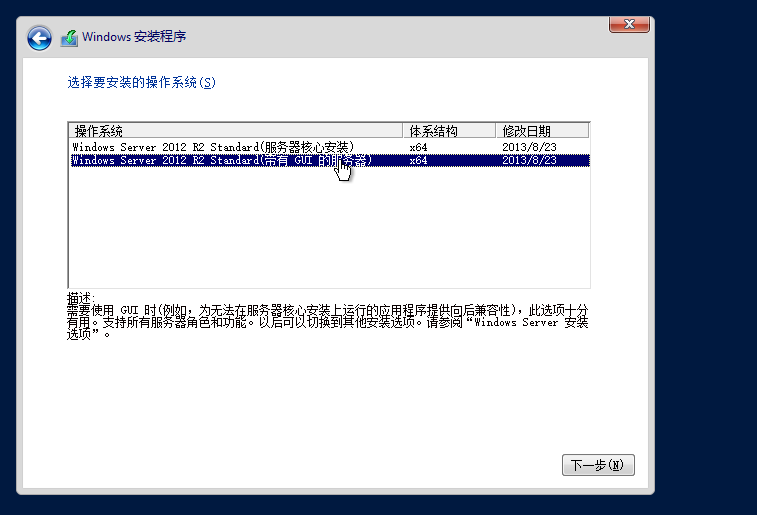 Windows 安装程序
选择要安装的操作系统(S)
操作系统 体系结构 修改日期
Windows Server 2012 R2 Standard(服务器核心安装) x64 2013/8/23
Windows Server 2012 R2 Standard(带有 GUI 的服务器) x64 2013/8/23
描述:
需要使用 GUI 时(例如，为无法在服务器核心安装上运行的应用程序提供向后兼容性)，此选项十分
有用。支持所有服务器角色和功能。以后可以切换到其他安装选项。请参阅“Windows Server 安装
选项”。
下一步(N)